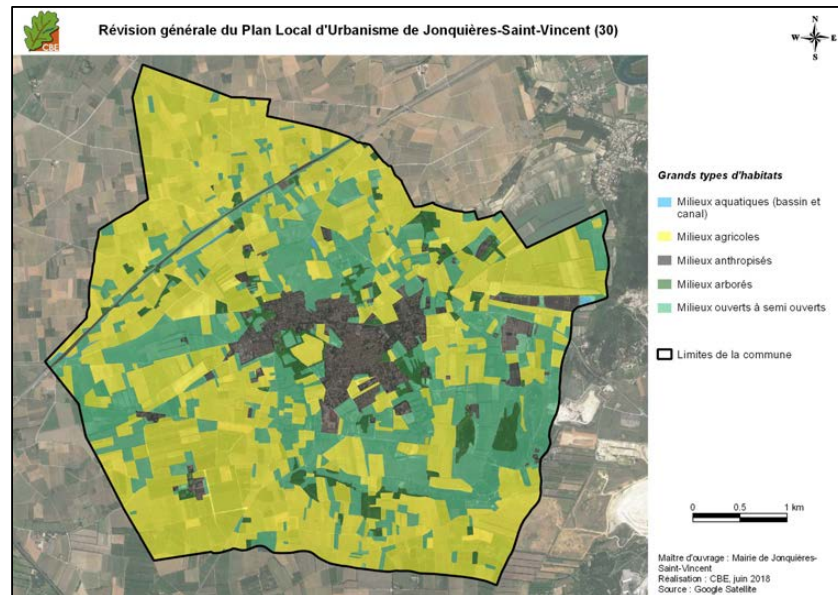 Révision générale du Plan Local d'Urbanisme de Jonquières-Saint-Vincent (30)
CBE
N
W E
S
Grands types d'habitats
Milieux aquatiques (bassin et
canal)
Milieux agricoles
Milieux anthropisés
Milieux arborés
Milieux ouverts à semi ouverts
Limites de la commune
0 0.5 1 km
Maître d'ouvrage : Mairie de Jonquières-
Saint-Vincent
Réalisation : CBE, juin 2018
Source : Google Satellite